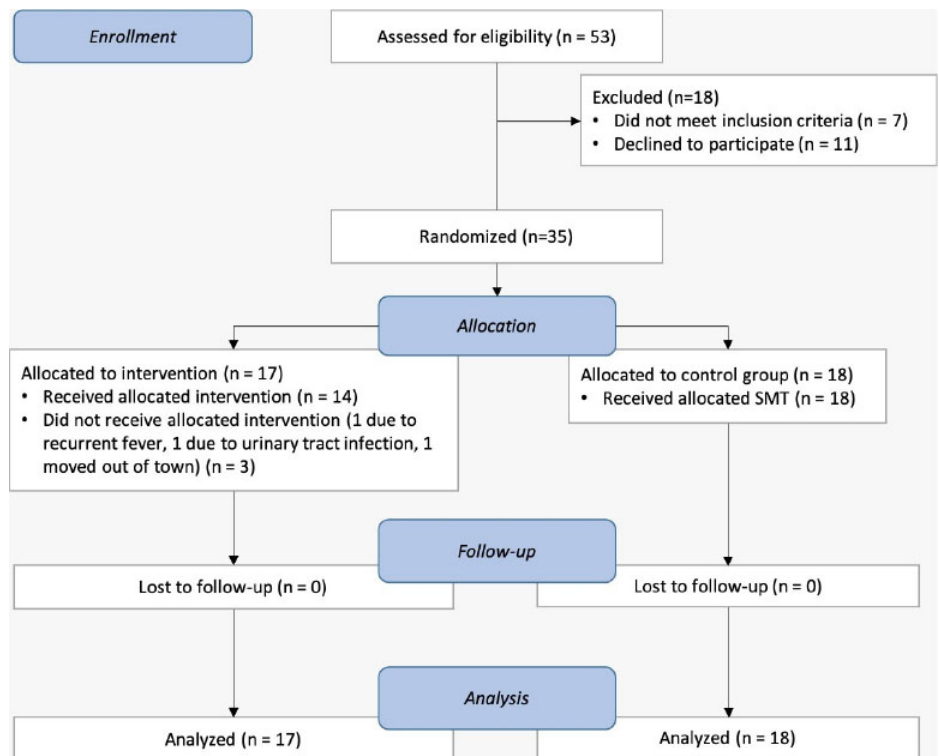 Enrollment
Assessed for eligibility (n = 53)
Excluded (n=18)
• Did not meet inclusion criteria (n = 7)
• Declined to participate (n = 11)
Randomized (n=35)
Allocation
Allocated to intervention (n = 17)
• Received allocated intervention (n = 14)
• Did not receive allocated intervention (1 due to
recurrent fever, 1 due to urinary tract infection, 1
moved out of town) (n = 3)
Allocated to control group (n = 18)
• Received allocated SMT (n = 18)
Follow-up
Lost to follow-up (n = 0)
Lost to follow-up (n = 0)
Analysis
Analyzed (n = 17)
Analyzed (n = 18)